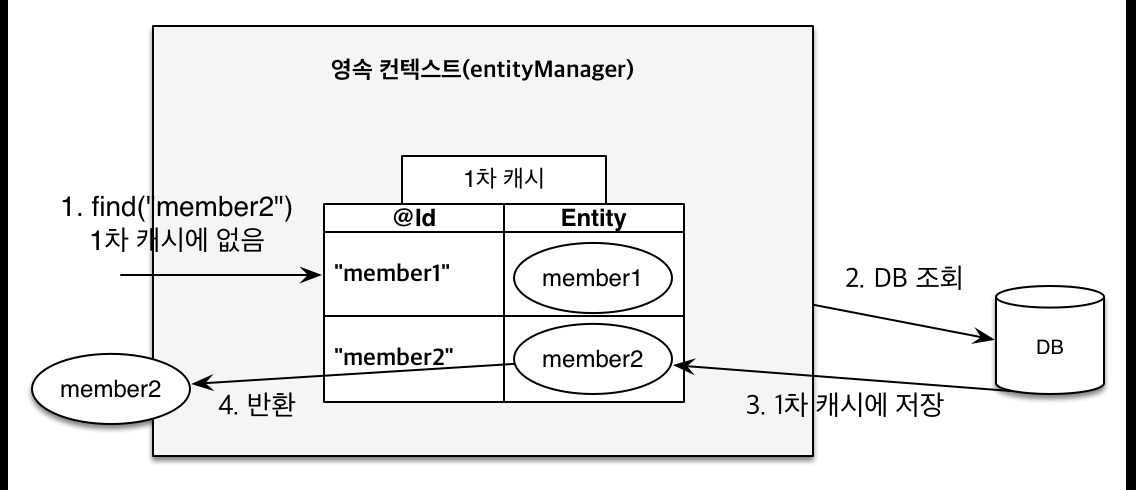 영속 컨텍스트(entityManager)
1차 캐시
1. find("member2")
1차 캐시에 없음
@Id
Entity
"member1"
member1
"member2"
member2
2. DB 조회
DB
3. 1차 캐시에 저장
4. 반환
member2